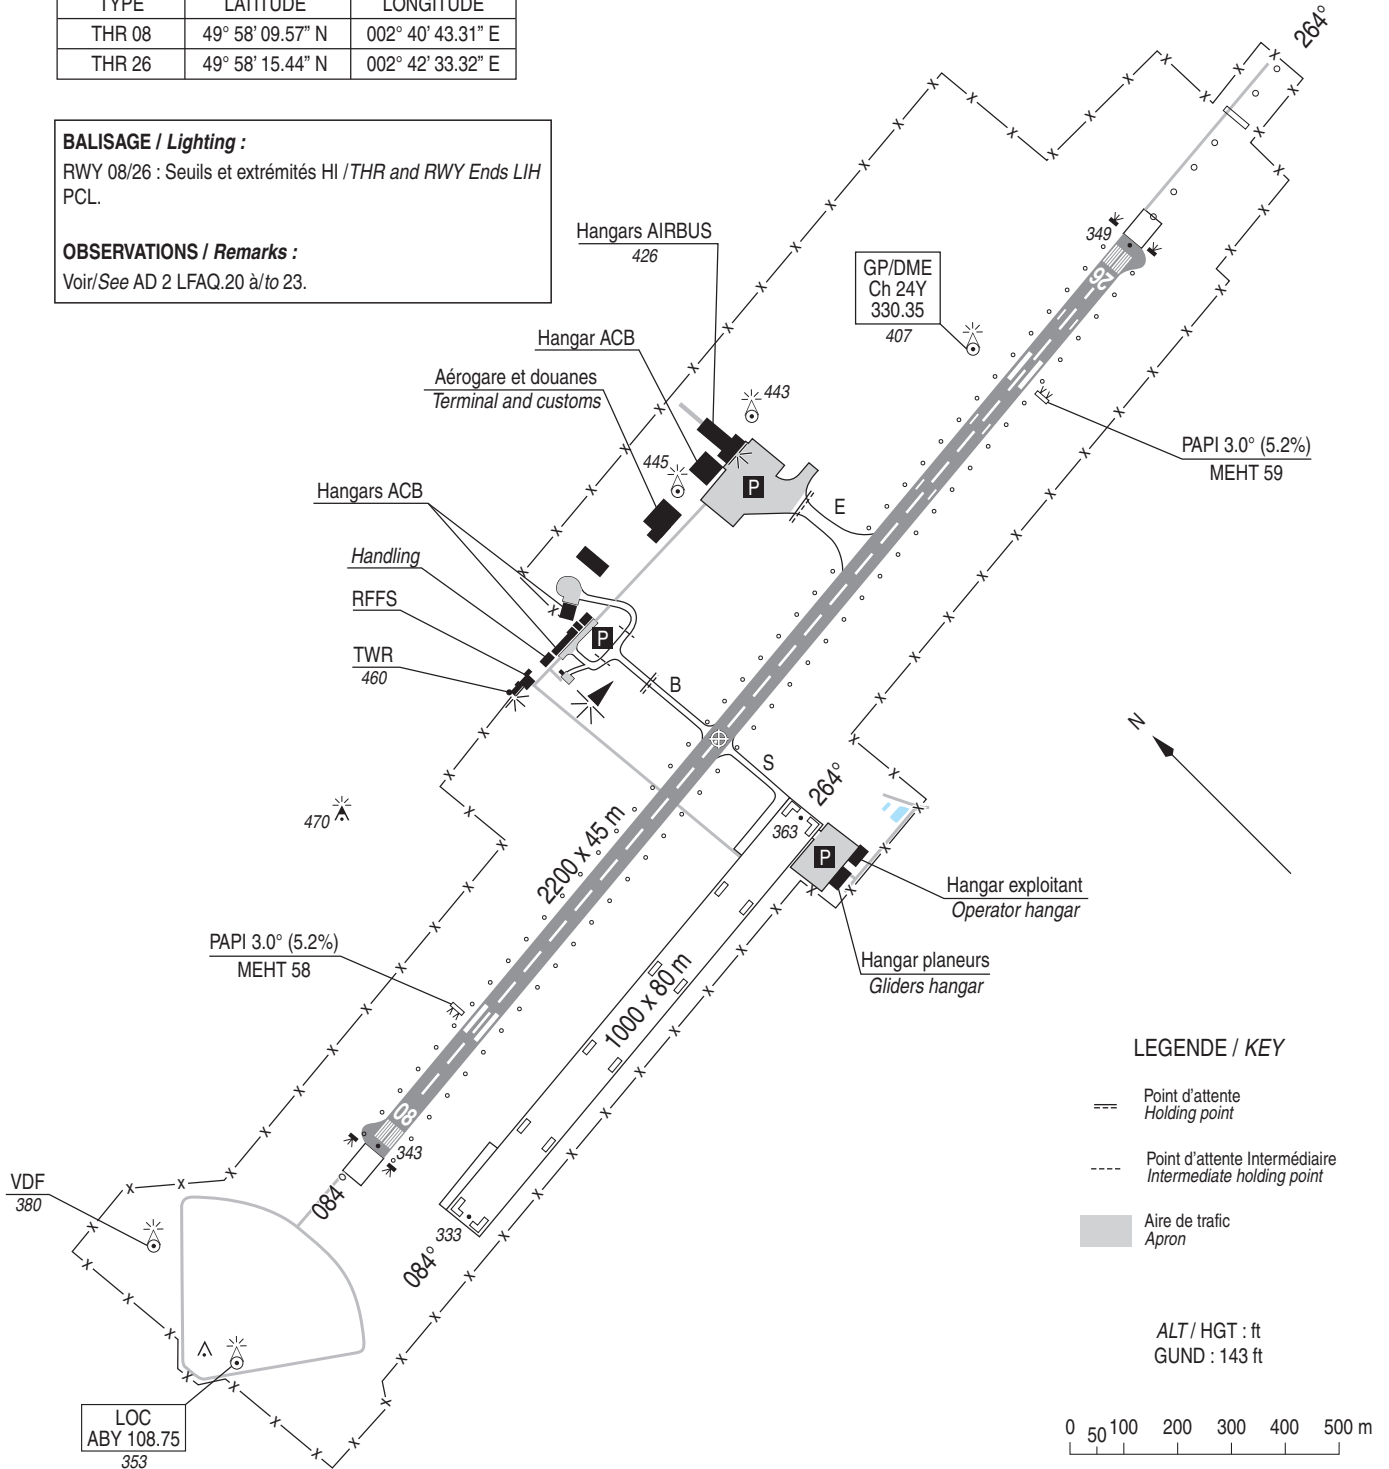 TYPE LATITUDE LONGITUDE
THR 08 49° 58’ 09.57” N 002° 40’ 43.31” E
THR 26 49° 58’ 15.44” N 002° 42’ 33.32” E
BALISAGE / Lighting :
RWY 08/26 : Seuils et extrémités HI / THR and RWY Ends LIH
PCL.
OBSERVATIONS / Remarks :
Voir/See AD 2 LFAQ.20 à/to 23.
264°
349
26
Hangars AIRBUS
426
GP/DME
Ch 24Y
330.35
407
Hangar ACB
Aérogare et douanes
Terminal and customs
443
445
P
E
PAPI 3.0° (5.2%)
MEHT 59
Hangars ACB
Handling
RFFS
TWR
460
P
B
S
264°
N
470
363
P
2200 x 45 m
Hangar exploitant
Operator hangar
Hangar planeurs
Gliders hangar
PAPI 3.0° (5.2%)
MEHT 58
1000 x 80 m
08
343
084°
333
084°
VDF
380
LOC
ABY 108.75
353
LEGENDE / KEY
Point d'attente
Holding point
Point d'attente Intermédiaire
Intermediate holding point
Aire de trafic
Apron
ALT / HGT : ft
GUND : 143 ft
0 50 100 200 300 400 500 m